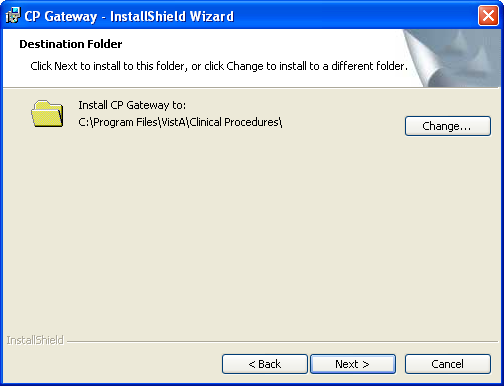 CP Gateway - InstallShield Wizard
Destination Folder
Click Next to install to this folder, or click Change to install to a different folder.
Install CP Gateway to:
C:\Program Files\VistA\Clinical Procedures\
Change...
InstallShield
< Back
Next >
Cancel